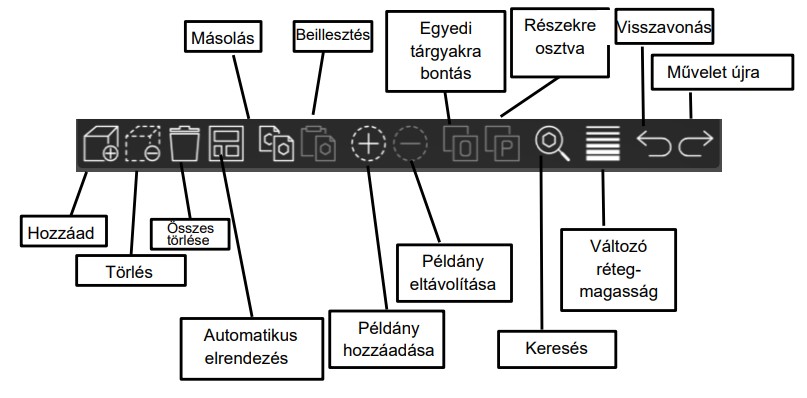 Másolás
Beillesztés
Egyedi
tárgyakra
bontás
Részekre
osztva
Visszavonás
Művelet újra
O
P
Hozzáad
Törlés
Összes
törlése
Automatikus
elrendezés
Példány
hozzáadása
Példány
eltávolítása
Keresés
Változó
réteg-
magasság